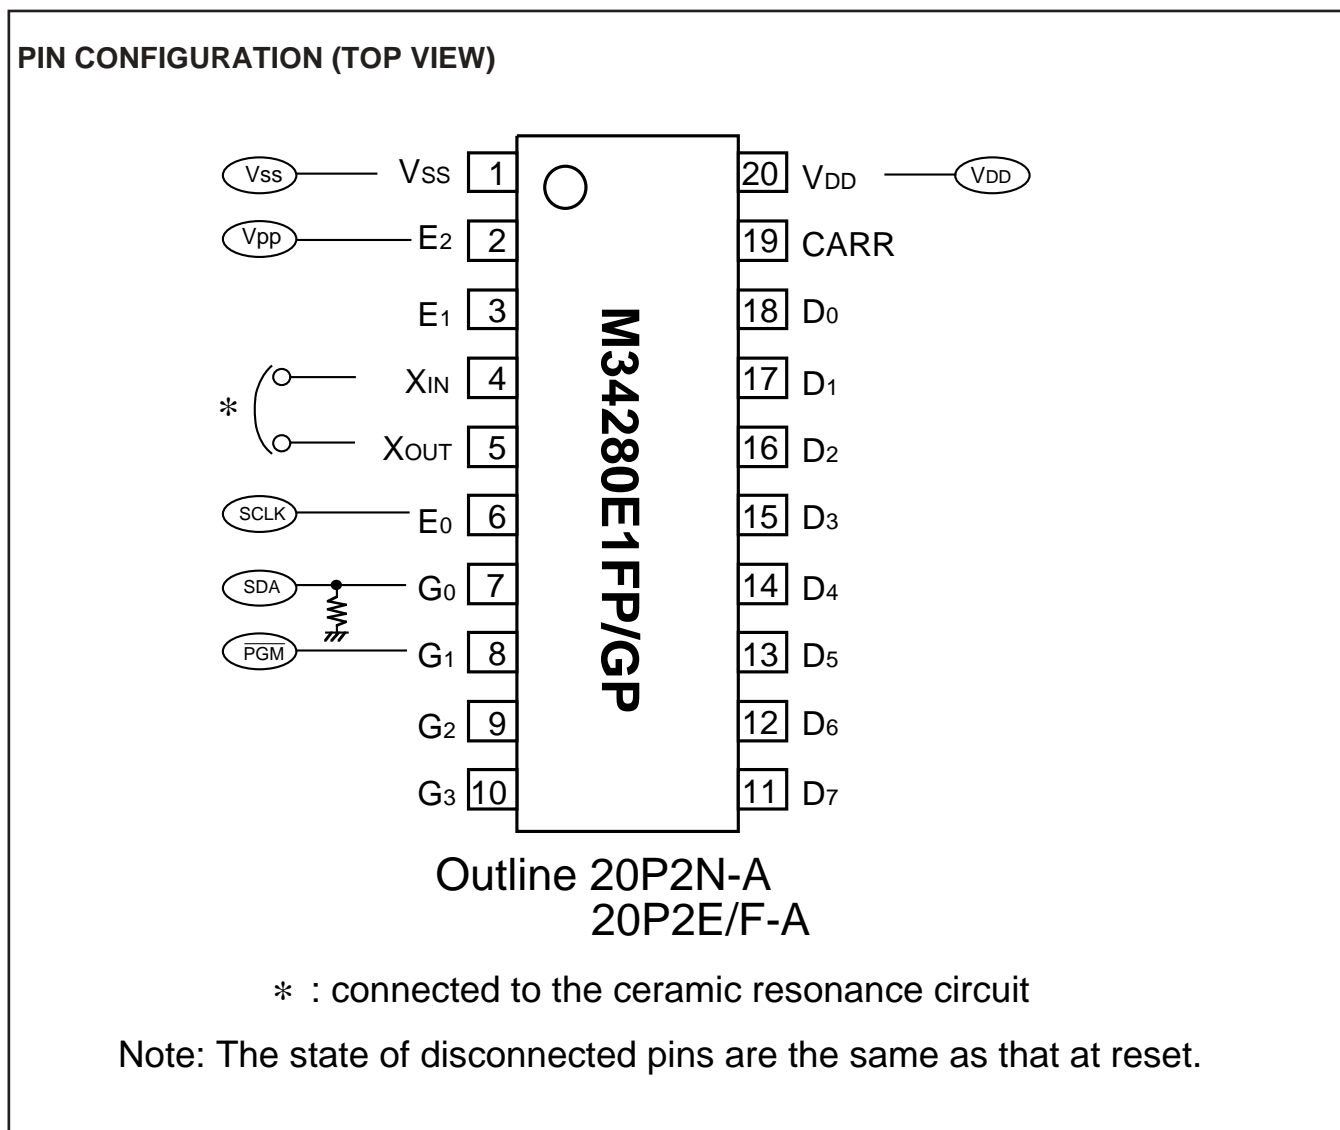 PIN CONFIGURATION (TOP VIEW)
Vss VSS 1 20 VDD VDD
Vpp E2 2 19 CARR
E1 3 18 D0
XIN 4 17 D1
*
XOUT 5 16 D2
SCLK E0 6 15 D3
SDA G0 7 14 D4
PGM G1 8 13 D5
G2 9 12 D6
G3 10 11 D7
M34280E1FP/GP
Outline 20P2N-A
20P2E/F-A
* : connected to the ceramic resonance circuit
Note: The state of disconnected pins are the same as that at reset.